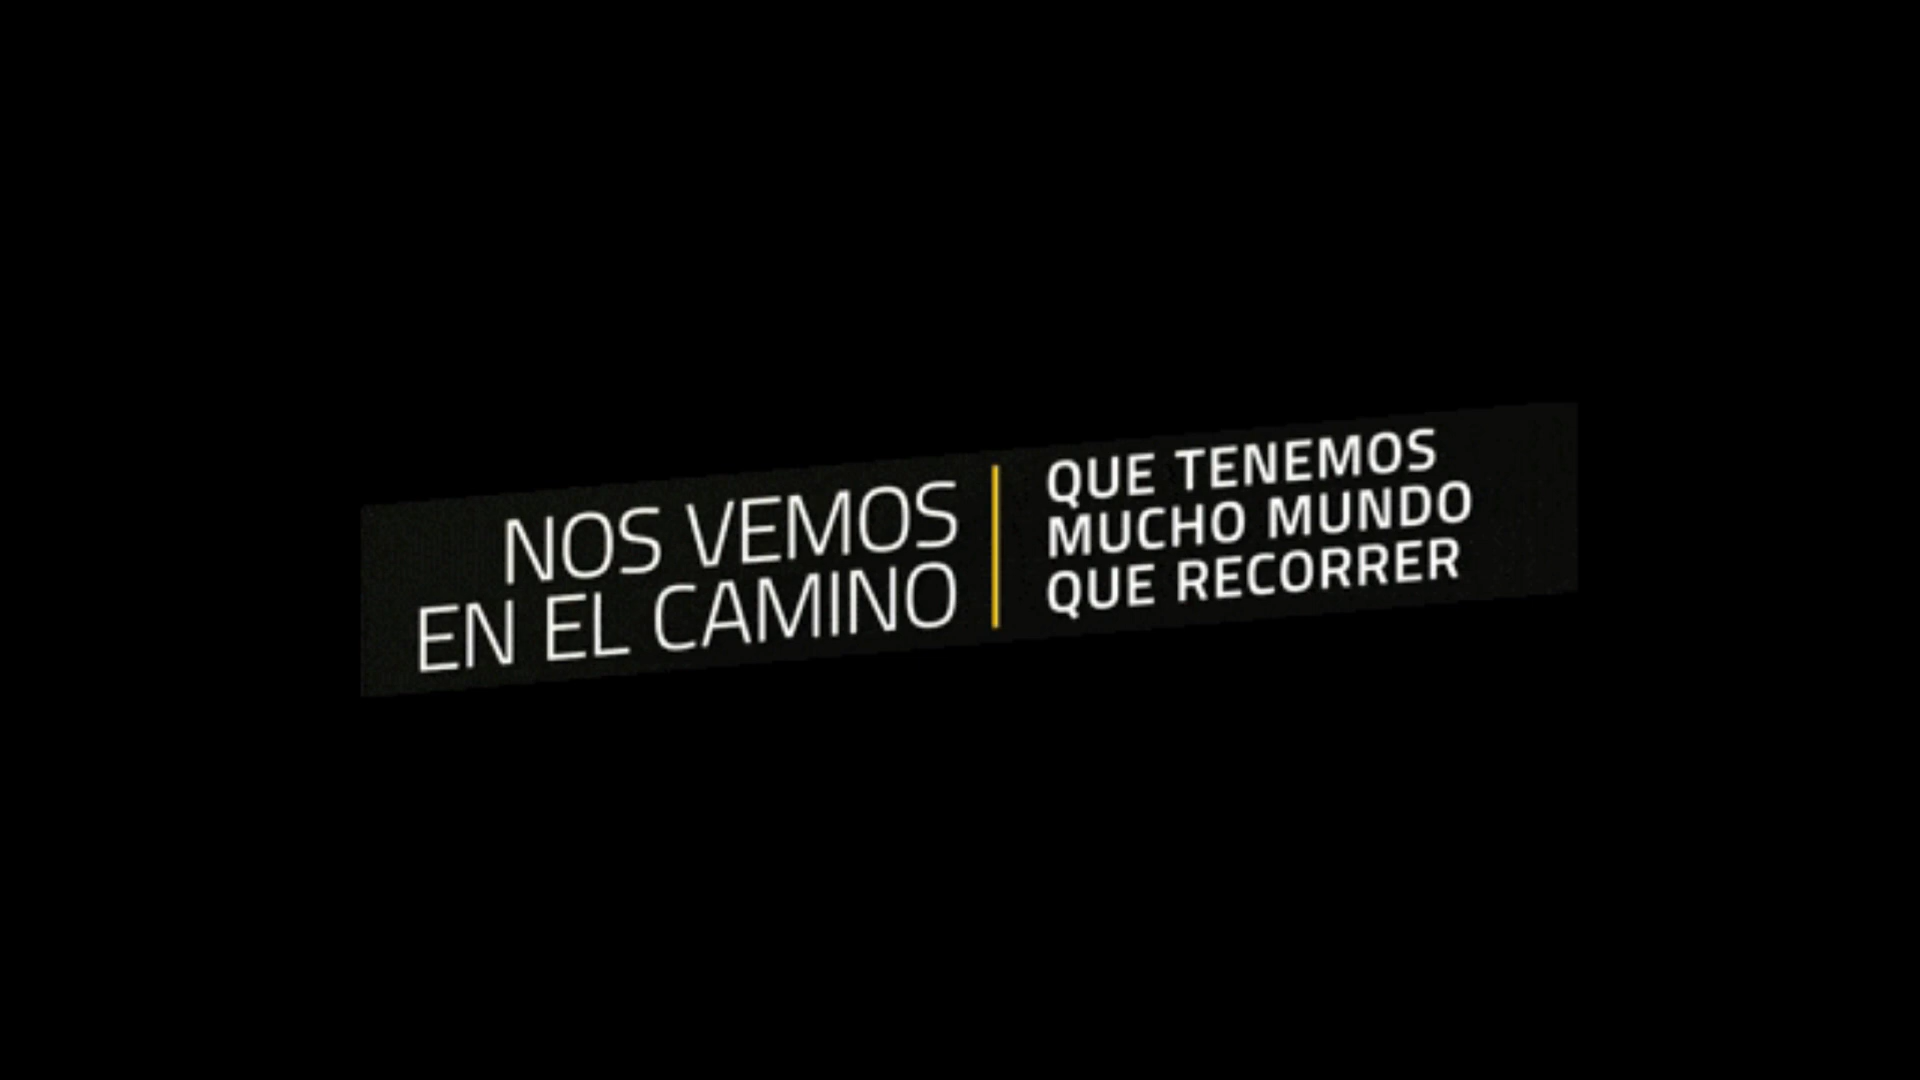 NOS VEMOS
EN EL CAMINO
QUE TENEMOS
MUCHO MUNDO
QUE RECORRER